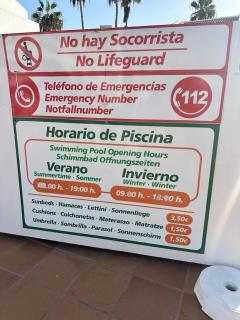 No hay Socorrista
No Lifeguard
Teléfono de Emergencias
Emergency Number
Notfallnumber
112
Horario de Piscina
Swimming Pool Opening Hours
Schimmbad Offnungszeiten
Verano
Summertime - Sommer
.00 h. - 19:00 h.
Invierno
Winter - Winter
09:00 h. - 18:00 h.
Sunbeds - Hamacas - Lettini - Sonnenliege 3,50€
Cushions - Colchonetas - Materasso - Matratze 1,50€
Umbrella - Sombrilla - Parasol - Sonnenschirm 1,50€